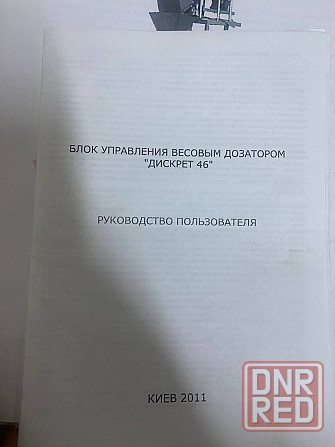 БЛОК УПРАВЛЕНИЯ ВЕСОВЫМ ДОЗАТОРОМ
"ДИСКРЕТ 46"
РУКОВОДСТВО ПОЛЬЗОВАТЕЛЯ
КИЕВ 2011
DNR
RED